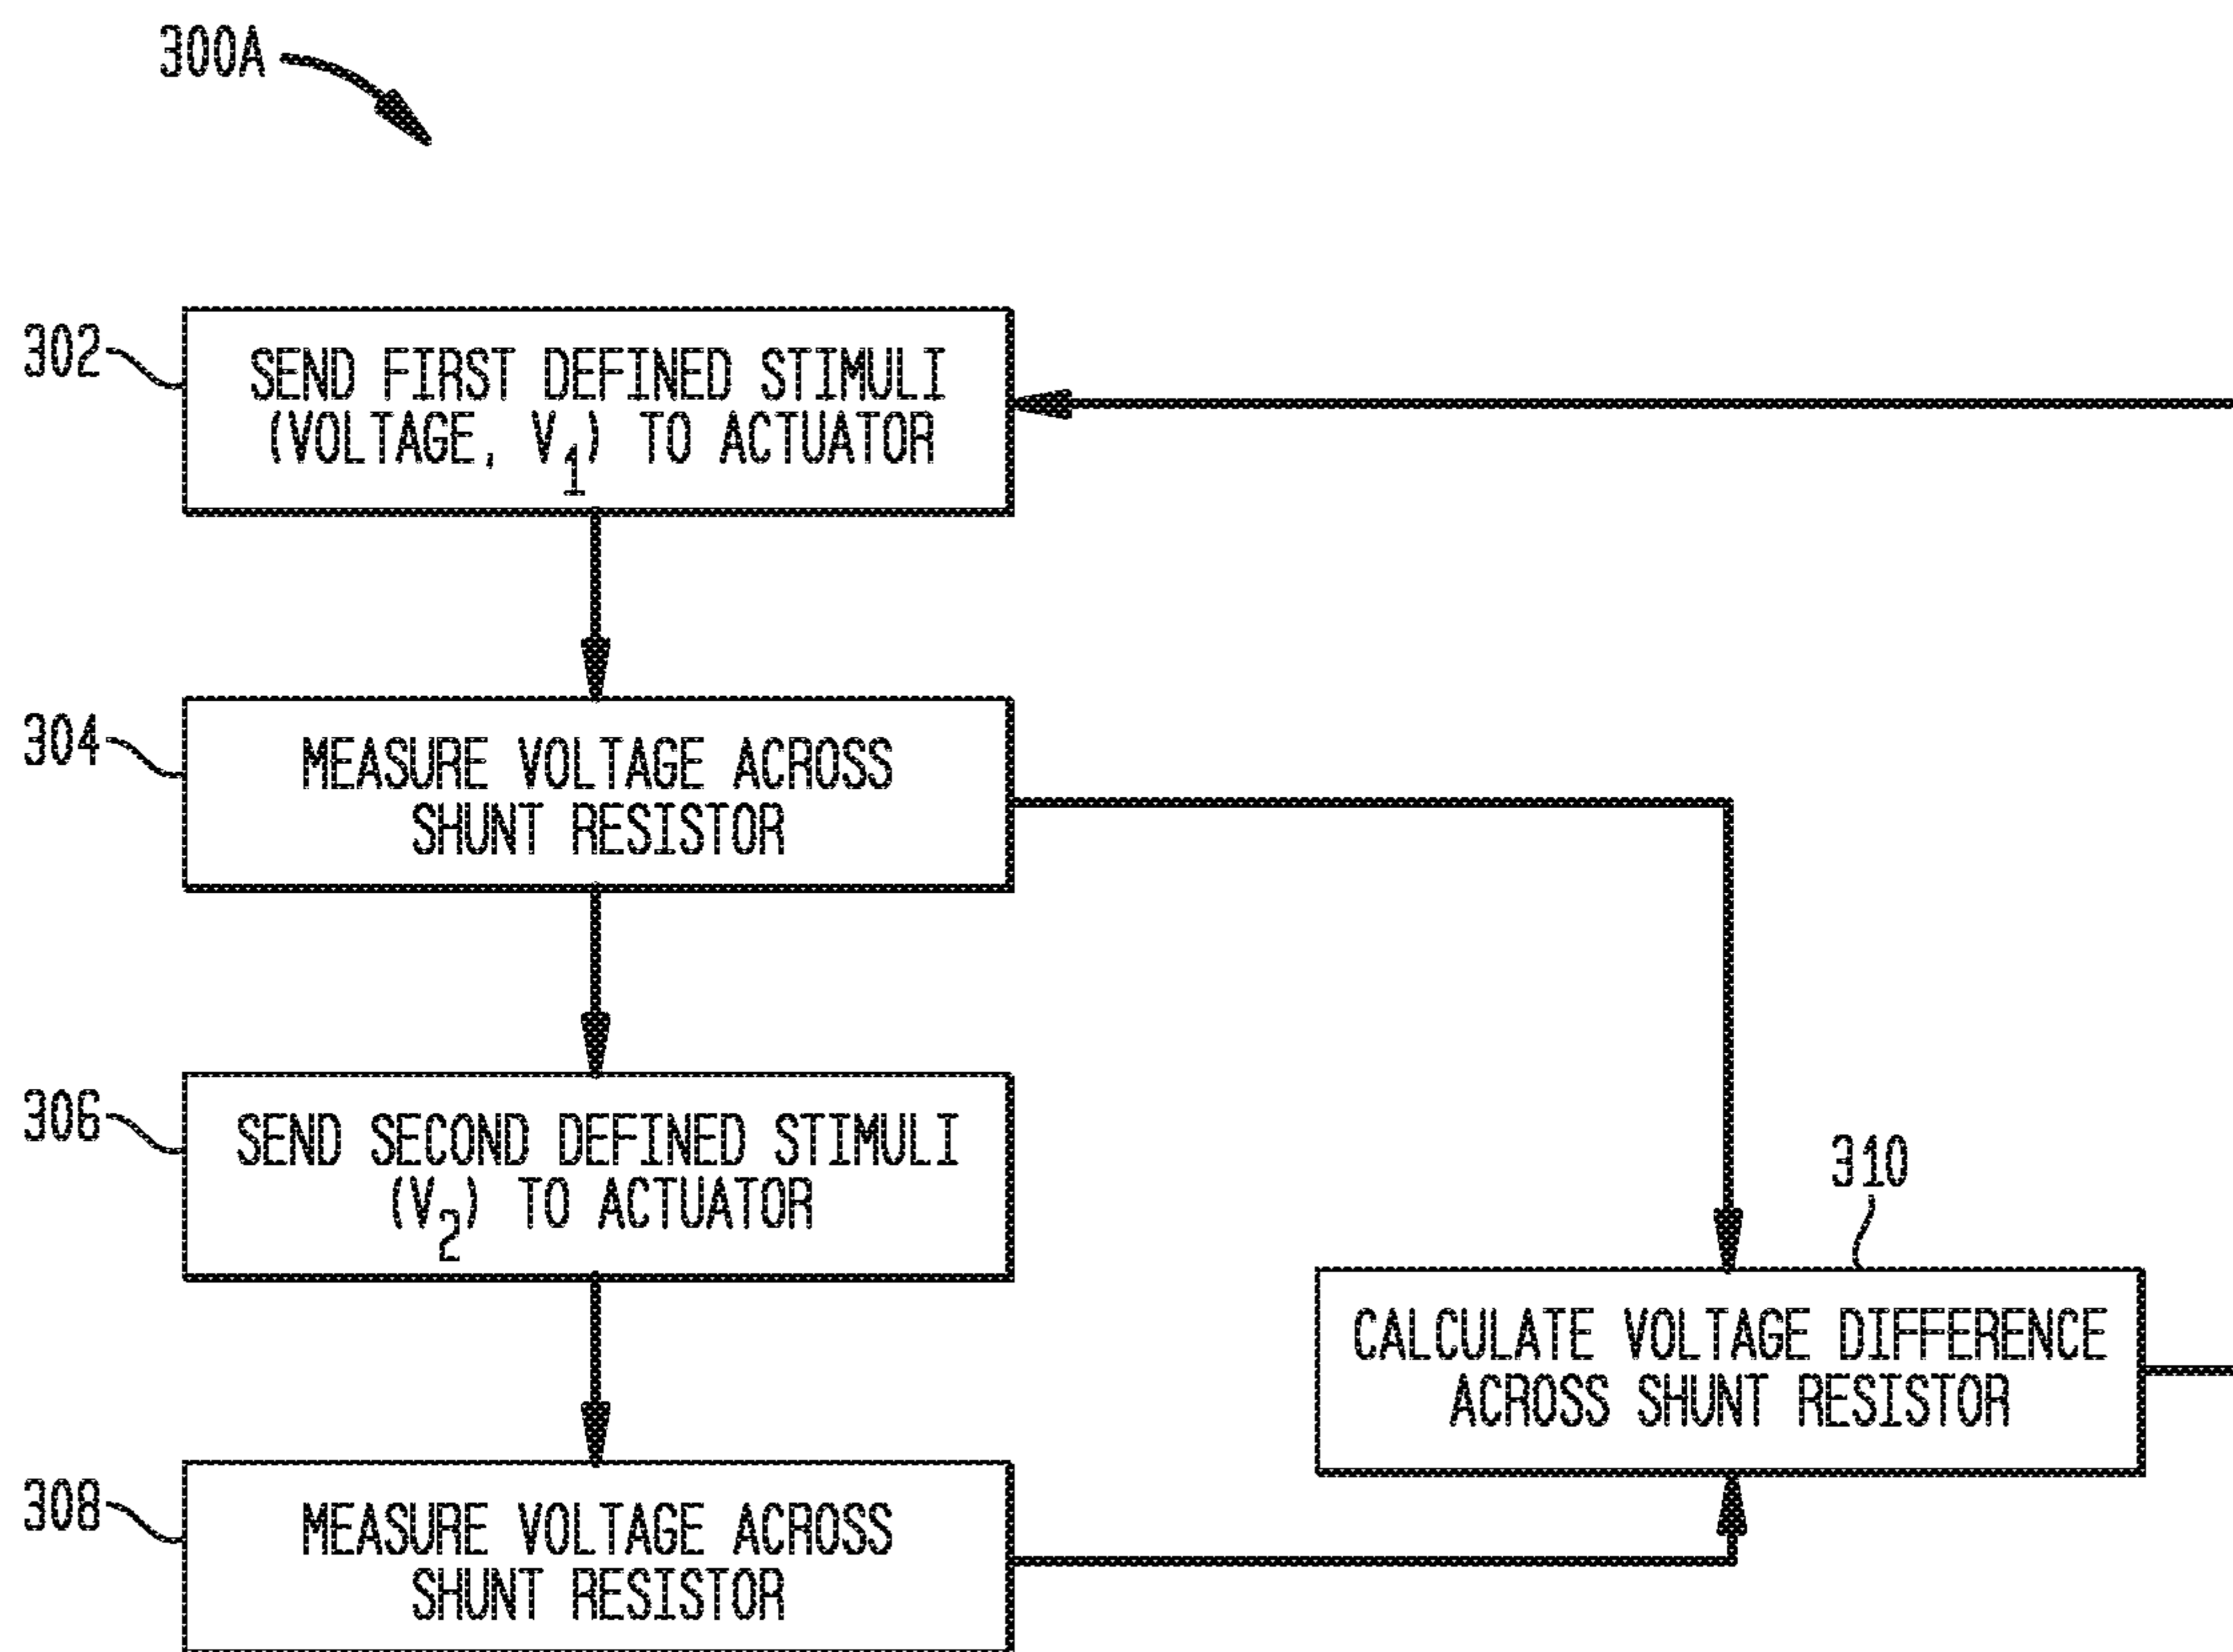 300A
302
SEND FIRST DEFINED STIMULI
(VOLTAGE, V1) TO ACTUATOR
304
MEASURE VOLTAGE ACROSS
SHUNT RESISTOR
306
SEND SECOND DEFINED STIMULI
(V2) TO ACTUATOR
310
CALCULATE VOLTAGE DIFFERENCE
ACROSS SHUNT RESISTOR
308
MEASURE VOLTAGE ACROSS
SHUNT RESISTOR